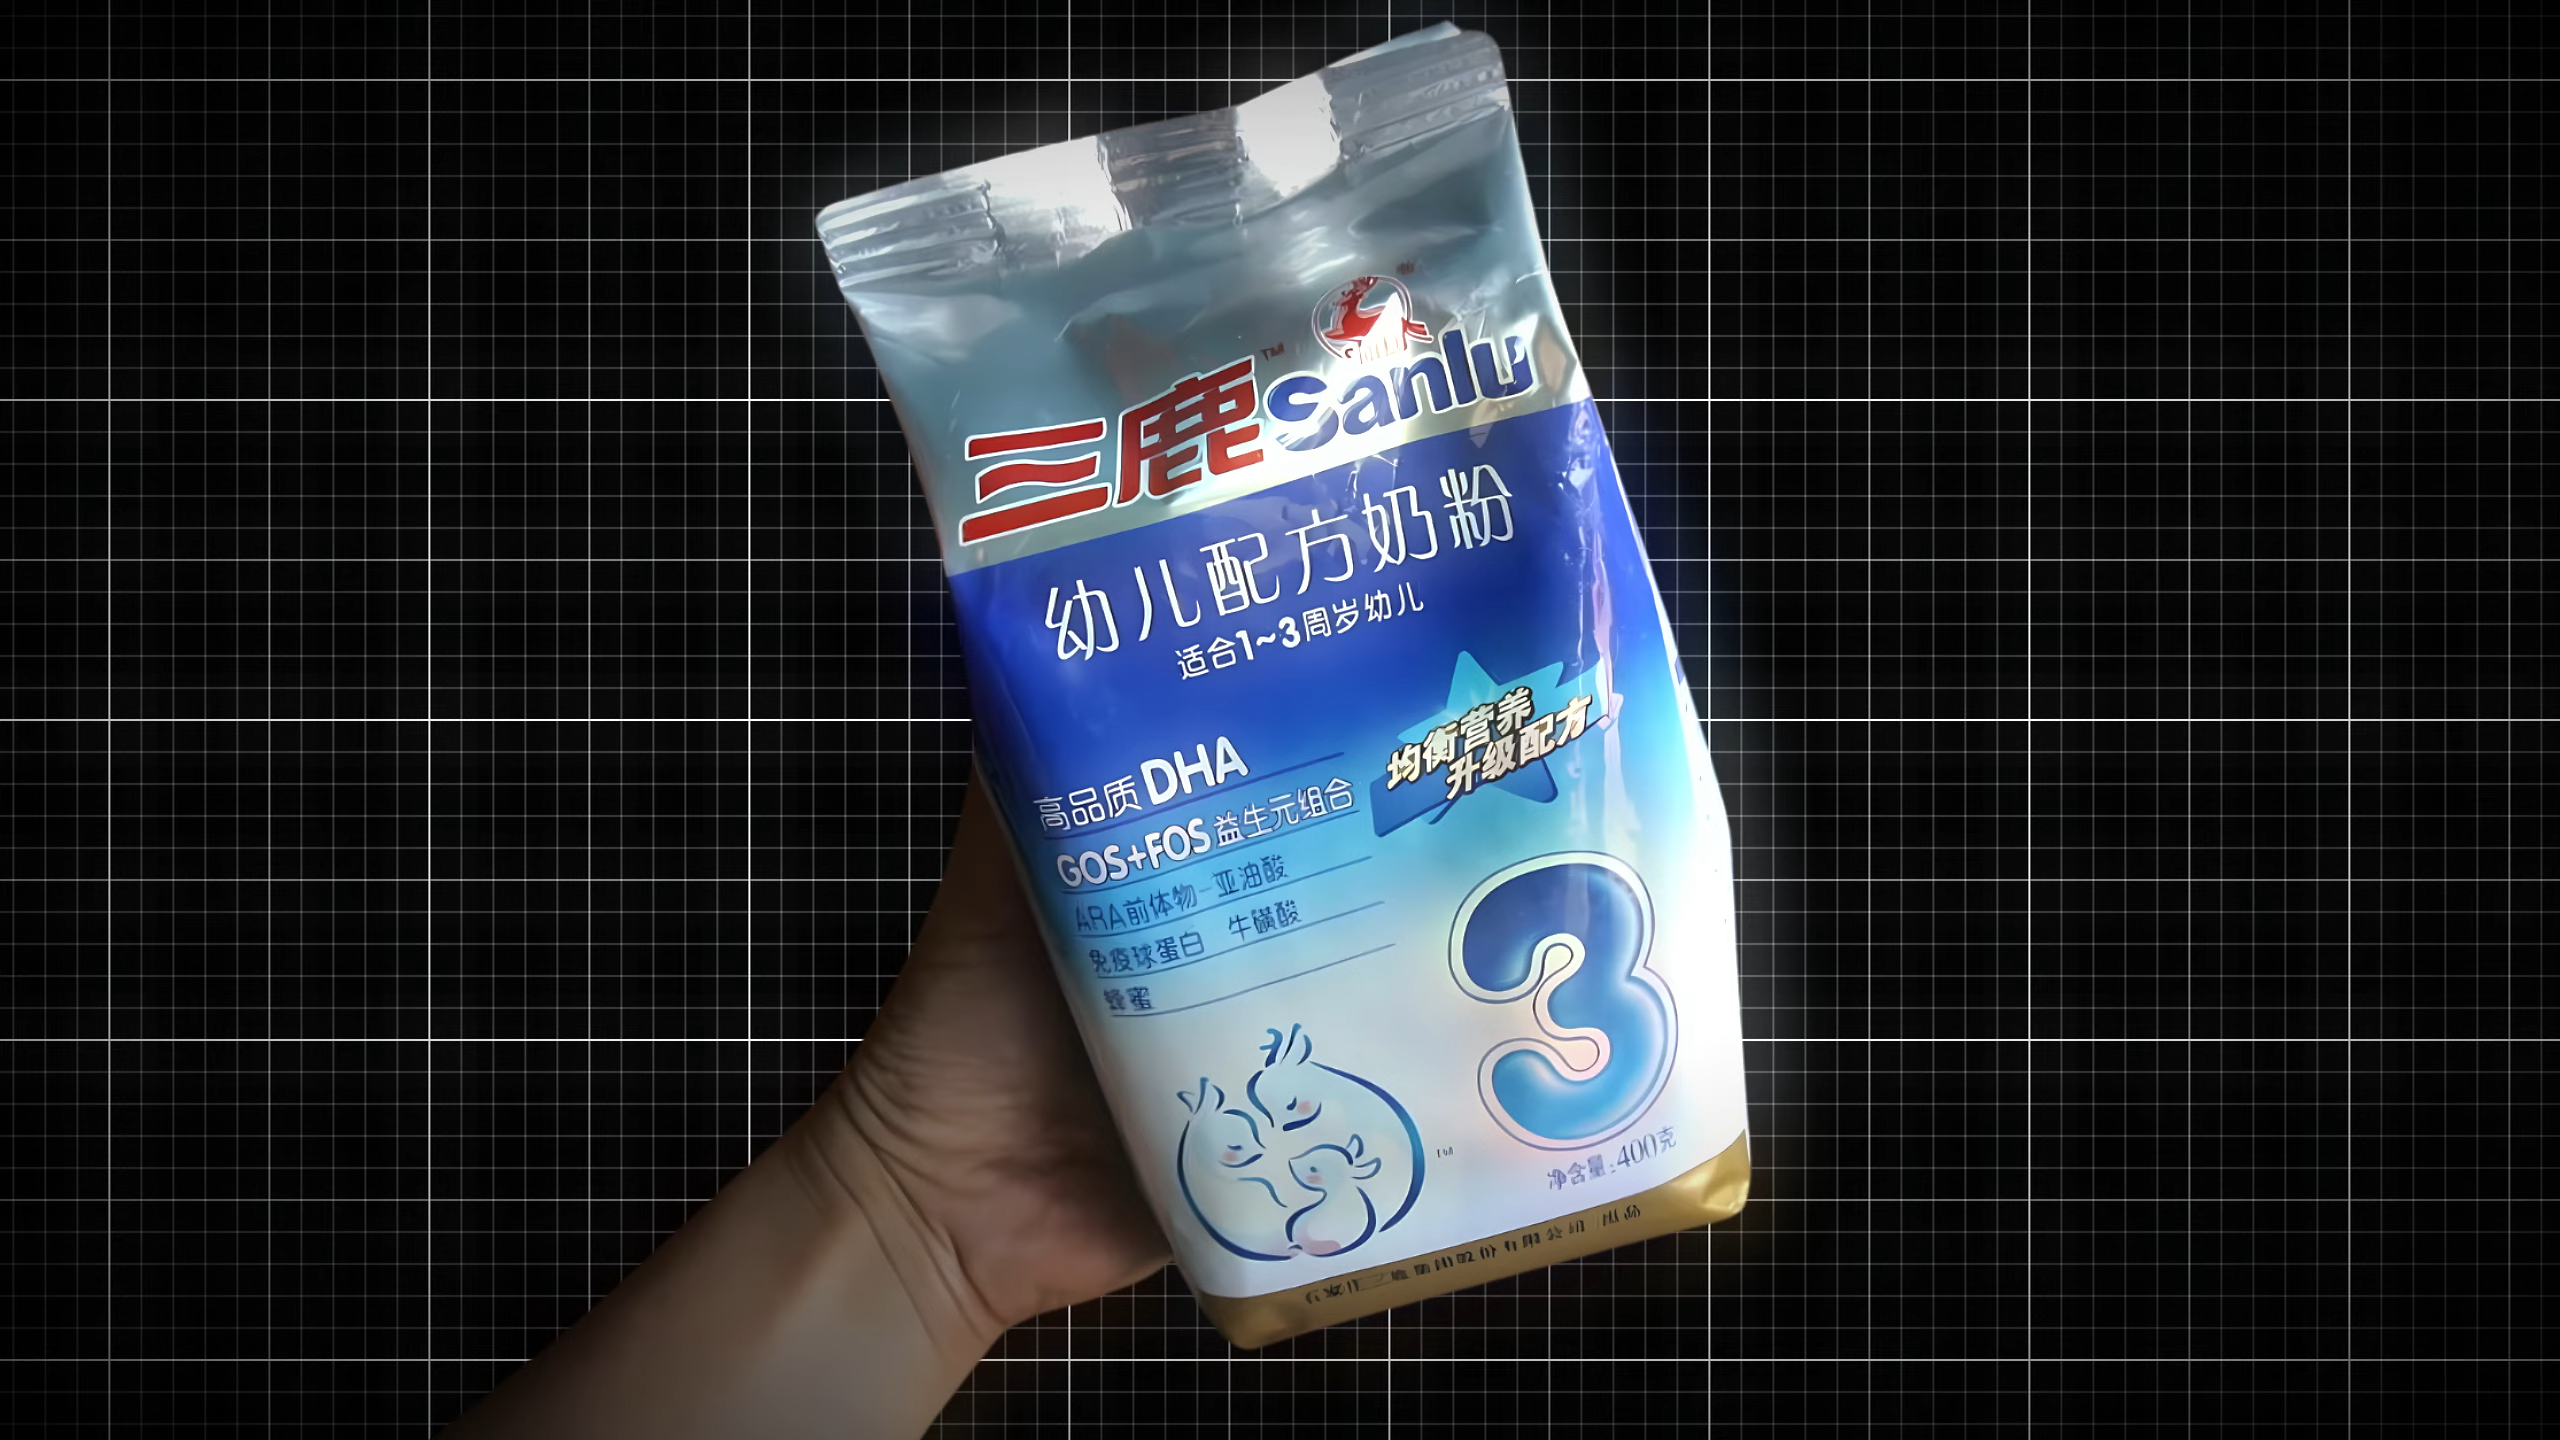 三鹿™ Sanlu
幼儿配方奶粉
适合1~3周岁幼儿
均衡营养
升级配方
高品质DHA
GOS+FOS益生元组合
ARA前体物-亚油酸
免疫球蛋白 牛磺酸
蜂蜜
3
TM
净含量:400克